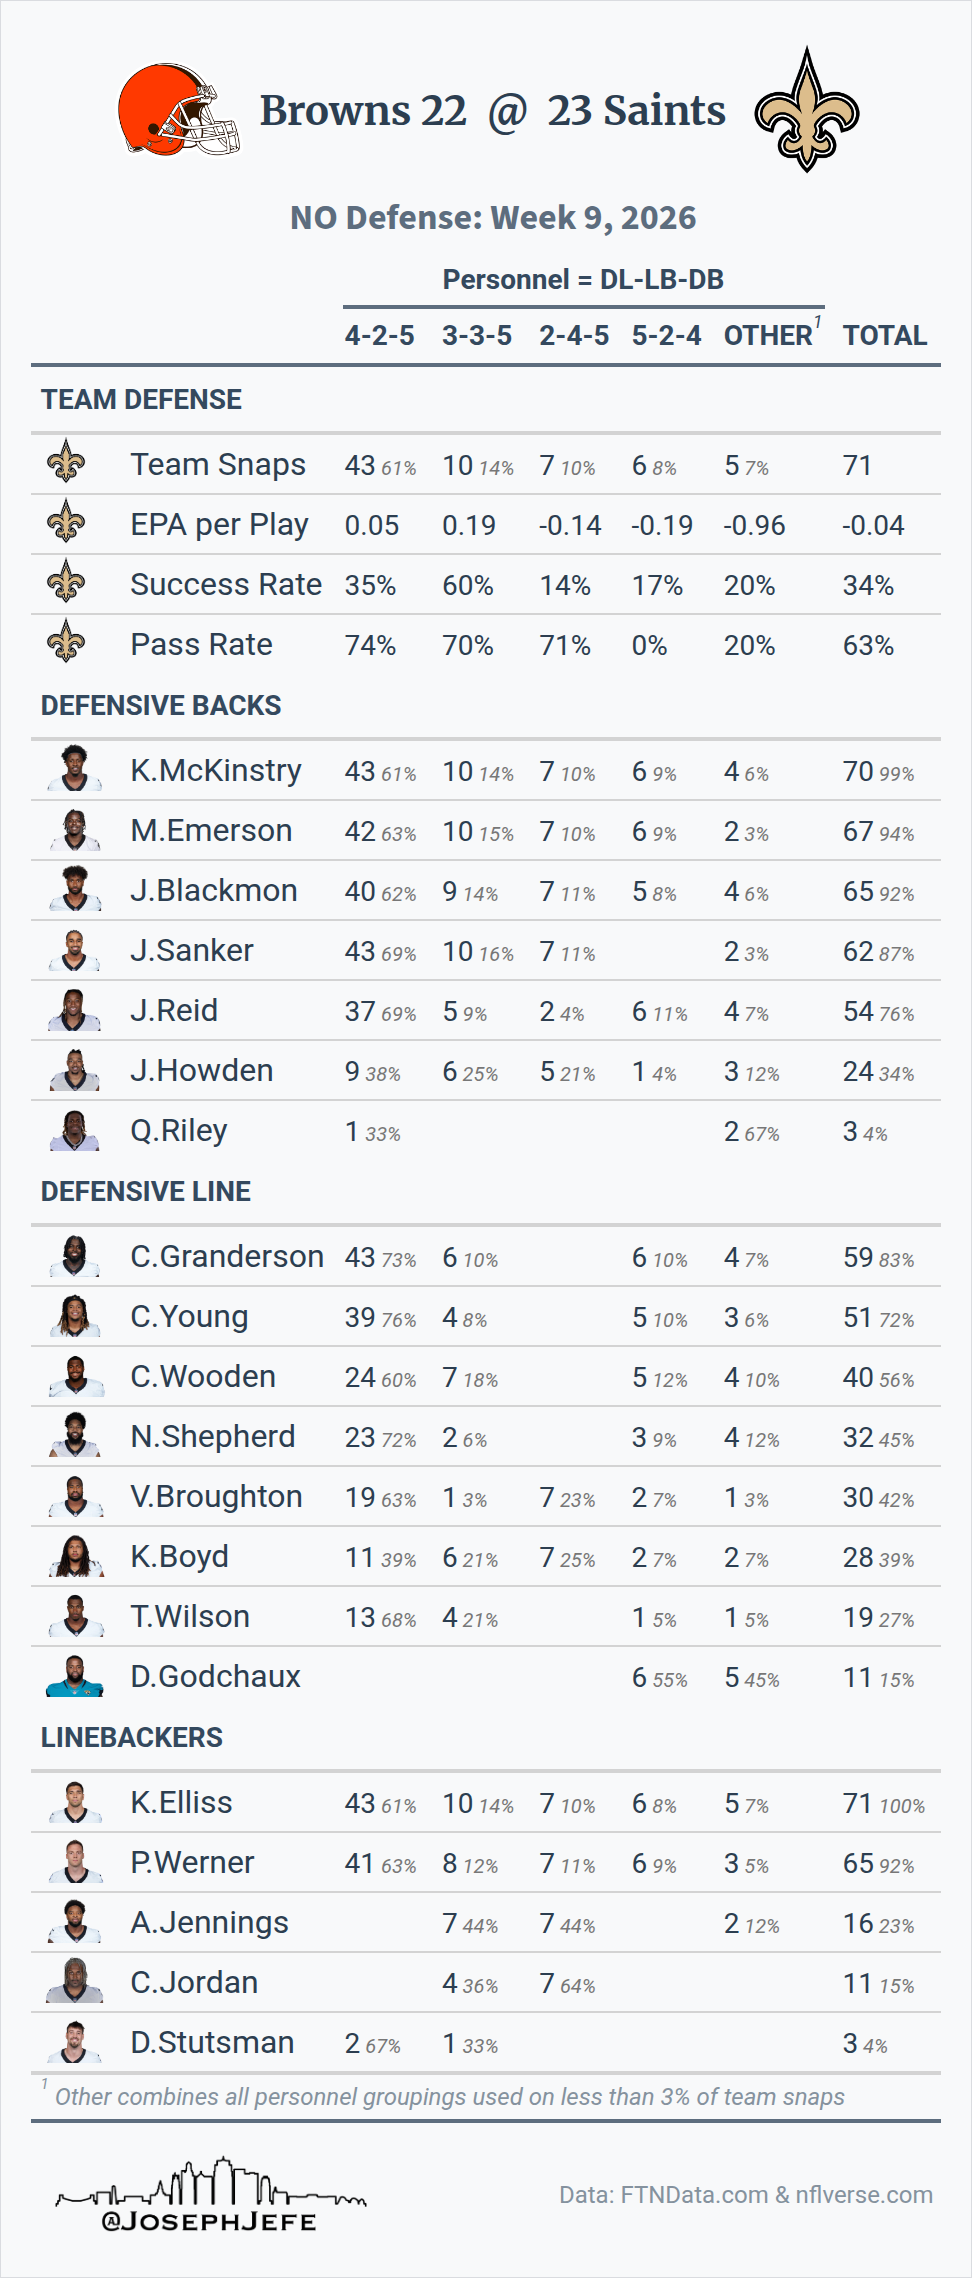 Browns 22 @ 23 Saints
NO Defense: Week 9, 2026
Personnel = DL-LB-DB
4-2-5 3-3-5 2-4-5 5-2-4 OTHER1 TOTAL
TEAM DEFENSE
Team Snaps 43 61% 10 14% 7 10% 6 8% 5 7% 71
EPA per Play 0.05 0.19 -0.14 -0.19 -0.96 -0.04
Success Rate 35% 60% 14% 17% 20% 34%
Pass Rate 74% 70% 71% 0% 20% 63%
DEFENSIVE BACKS
K.McKinstry 43 61% 10 14% 7 10% 6 9% 4 6% 70 99%
M.Emerson 42 63% 10 15% 7 10% 6 9% 2 3% 67 94%
J.Blackmon 40 62% 9 14% 7 11% 5 8% 4 6% 65 92%
J.Sanker 43 69% 10 16% 7 11% 2 3% 62 87%
J.Reid 37 69% 5 9% 2 4% 6 11% 4 7% 54 76%
J.Howden 9 38% 6 25% 5 21% 1 4% 3 12% 24 34%
Q.Riley 1 33% 2 67% 3 4%
DEFENSIVE LINE
C.Granderson 43 73% 6 10% 6 10% 4 7% 59 83%
C.Young 39 76% 4 8% 5 10% 3 6% 51 72%
C.Wooden 24 60% 7 18% 5 12% 4 10% 40 56%
N.Shepherd 23 72% 2 6% 3 9% 4 12% 32 45%
V.Broughton 19 63% 1 3% 7 23% 2 7% 1 3% 30 42%
K.Boyd 11 39% 6 21% 7 25% 2 7% 2 7% 28 39%
T.Wilson 13 68% 4 21% 1 5% 1 5% 19 27%
D.Godchaux 6 55% 5 45% 11 15%
LINEBACKERS
K.Elliss 43 61% 10 14% 7 10% 6 8% 5 7% 71 100%
P.Werner 41 63% 8 12% 7 11% 6 9% 3 5% 65 92%
A.Jennings 7 44% 7 44% 2 12% 16 23%
C.Jordan 4 36% 7 64% 11 15%
D.Stutsman 2 67% 1 33% 3 4%
1 Other combines all personnel groupings used on less than 3% of team snaps
@JOSEPHJEFE
Data: FTNData.com & nflverse.com